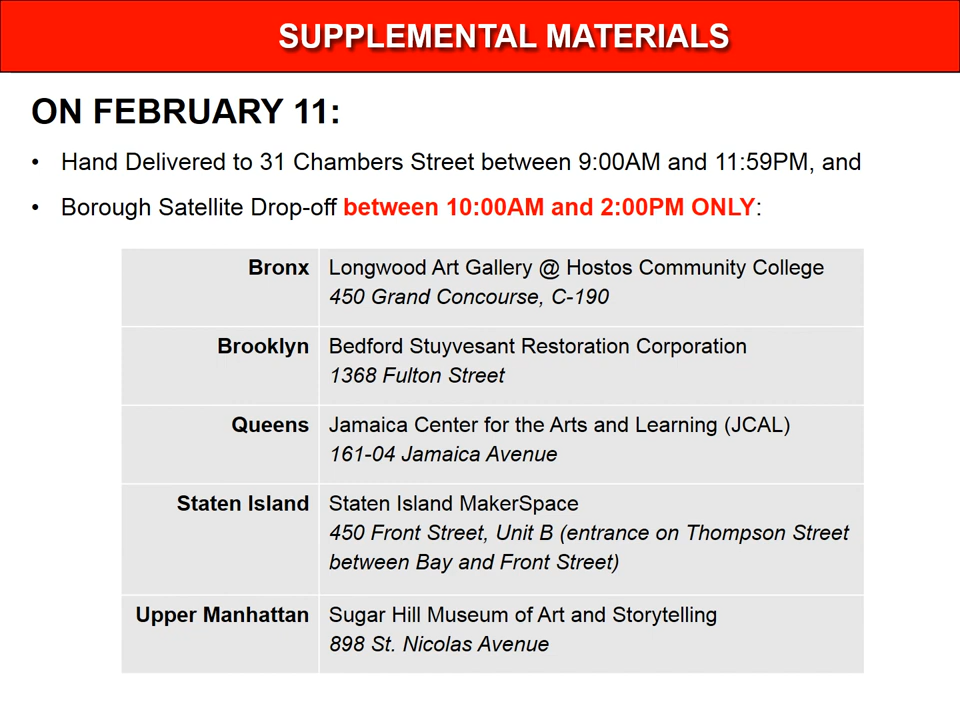 SUPPLEMENTAL MATERIALS
ON FEBRUARY 11:
• Hand Delivered to 31 Chambers Street between 9:00AM and 11:59PM, and
• Borough Satellite Drop-off between 10:00AM and 2:00PM ONLY:
Bronx Longwood Art Gallery @ Hostos Community College
450 Grand Concourse, C-190
Brooklyn Bedford Stuyvesant Restoration Corporation
1368 Fulton Street
Queens Jamaica Center for the Arts and Learning (JCAL)
161-04 Jamaica Avenue
Staten Island Staten Island MakerSpace
450 Front Street, Unit B (entrance on Thompson Street
between Bay and Front Street)
Upper Manhattan Sugar Hill Museum of Art and Storytelling
898 St. Nicolas Avenue